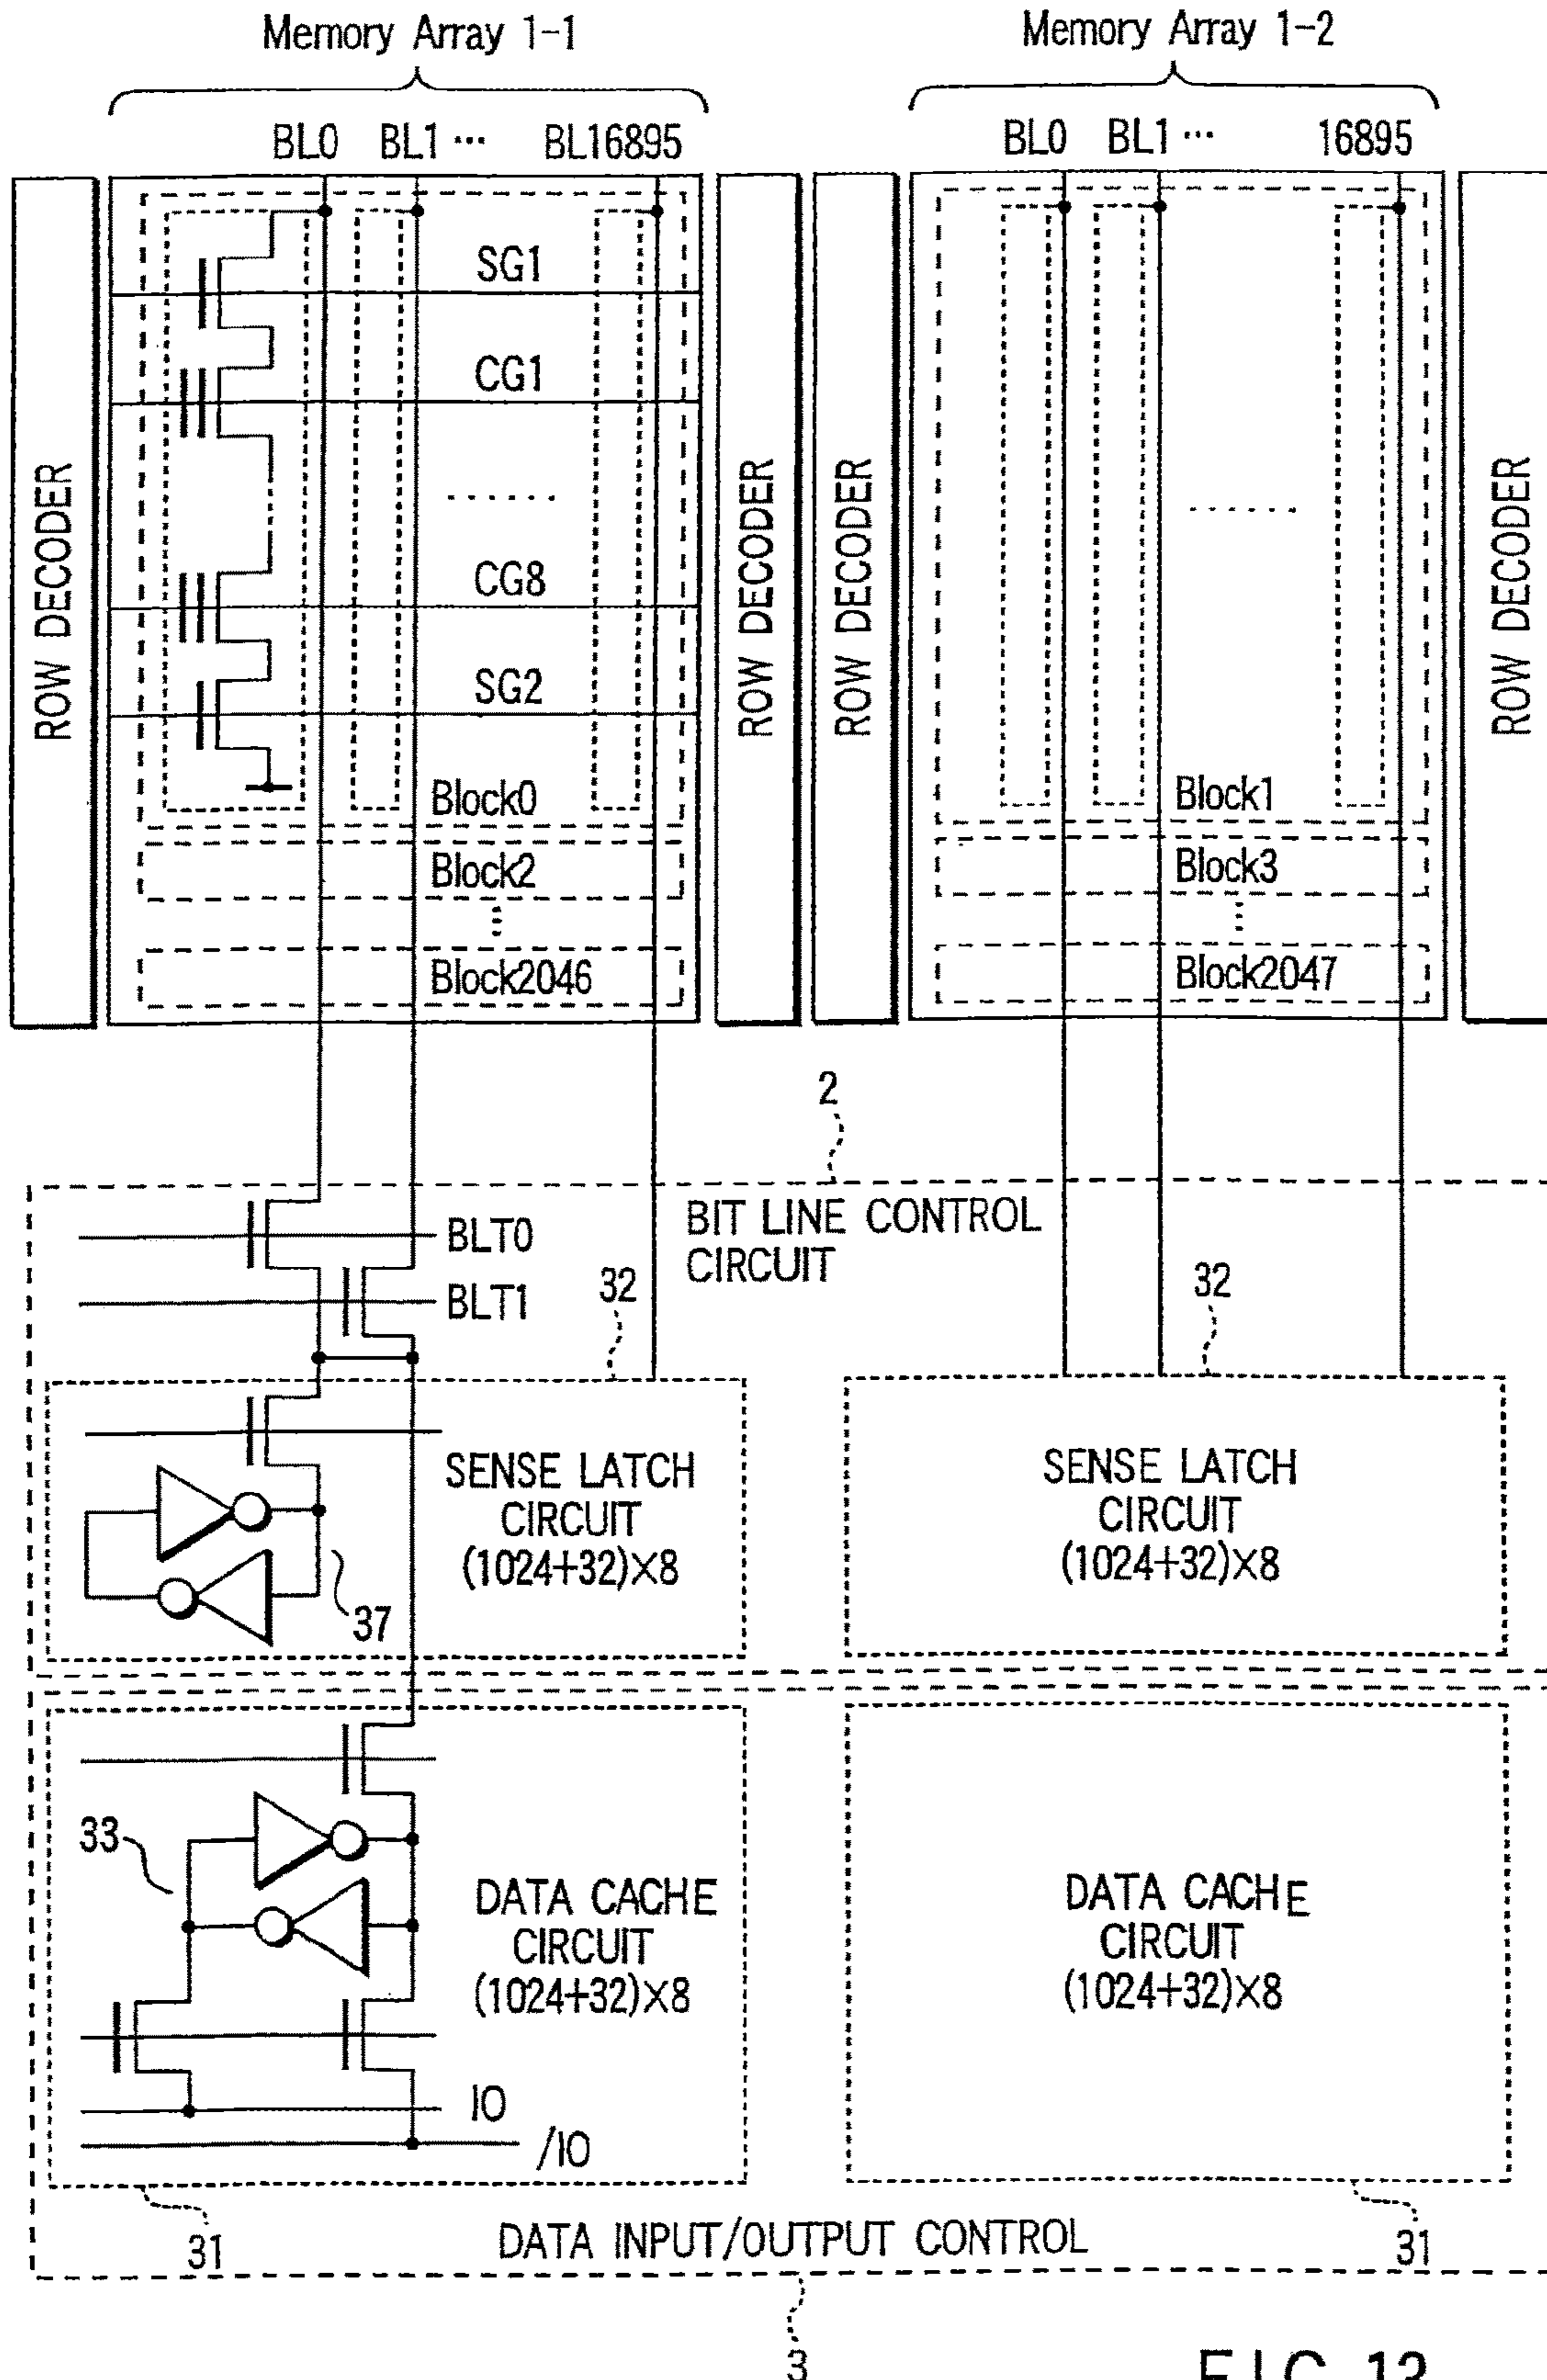 Memory Array 1-1
Memory Array 1-2
BL0 BL1 ... BL16895
BL0 BL1 ... 16895
ROW DECODER
ROW DECODER
ROW DECODER
ROW DECODER
SG1
CG1
.......
.......
CG8
SG2
Block0
Block2
Block2046
Block1
Block3
Block2047
2
BIT LINE CONTROL
CIRCUIT
BLT0
BLT1
32
32
SENSE LATCH
CIRCUIT
(1024+32)×8
37
SENSE LATCH
CIRCUIT
(1024+32)×8
33
DATA CACHE
CIRCUIT
(1024+32)×8
DATA CACHE
CIRCUIT
(1024+32)×8
IO
/IO
31
DATA INPUT/OUTPUT CONTROL
31
3